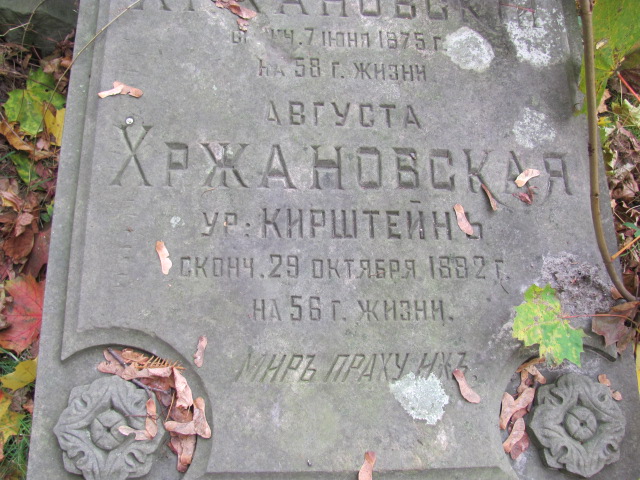 ХРЖАНОВСКІЙ
сконч. 7 июня 1875 г.
на 58 г. жизни
АВГУСТА
ХРЖАНОВСКАЯ
УР: КИРШТЕЙНЪ
СКОНЧ. 29 ОКТЯБРЯ 1882 Г.
НА 56 Г. ЖИЗНИ.
МИРЪ ПРАХУ ИХЪ.